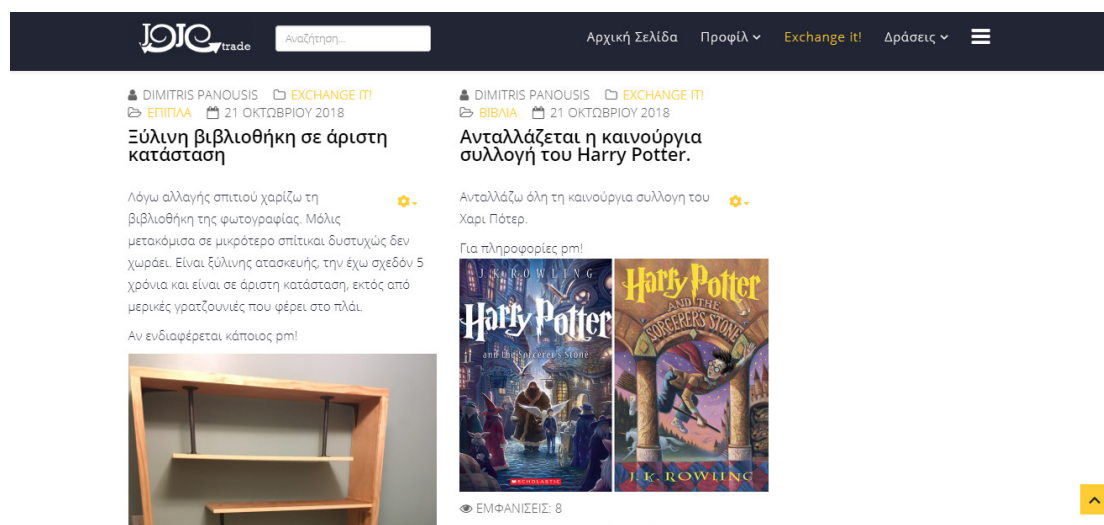 JOJO trade
Αναζήτηση...
Αρχική Σελίδα Προφίλ Exchange it! Δράσεις
DIMITRIS PANOUSIS EXCHANGE IT!
ΕΠΙΠΛΑ 21 ΟΚΤΩΒΡΙΟΥ 2018
Ξύλινη βιβλιοθήκη σε άριστη
κατάσταση
Λόγω αλλαγής σπιτιού χαρίζω τη
βιβλιοθήκη της φωτογραφίας. Μόλις
μετακόμισα σε μικρότερο σπίτικαι δυστυχώς δεν
χωράει. Είναι ξύλινης ατασκευής, την έχω σχεδόν 5
χρόνια και είναι σε άριστη κατάσταση, εκτός από
μερικές γρατζουνιές που φέρει στο πλάι.
Αν ενδιαφέρεται κάποιος pm!
DIMITRIS PANOUSIS EXCHANGE IT!
ΒΙΒΛΙΑ 21 ΟΚΤΩΒΡΙΟΥ 2018
Ανταλλάζεται η καινούργια
συλλογή του Harry Potter.
Ανταλλάζω όλη τη καινούργια συλλογη του
Χαρι Πότερ.
Για πληροφορίες pm!
J.K. ROWLING
Harry Potter
and the Sorcerer's Stone
SCHOLASTIC
Harry Potter
AND THE
SORCERER'S STONE
J.K. ROWLING
ΕΜΦΑΝΙΣΕΙΣ: 8